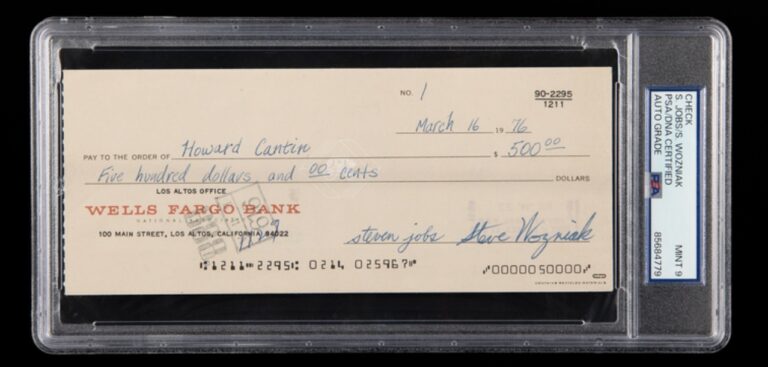 NO. 1
90-2295
1211
March 16 1976
PAY TO THE ORDER OF Howard Cantin $ 500.00
Five hundred dollars and 00 cents DOLLARS
LOS ALTOS OFFICE
WELLS FARGO BANK
NATIONAL
100 MAIN STREET, LOS ALTOS, CALIFORNIA 94022
steven jobs Steve Wozniak
1211 2295 0214 025967 0000050000
CHECK
S. JOBS/S. WOZNIAK
PSA/DNA CERTIFIED
AUTO GRADE
PSA
MINT 9
85684779